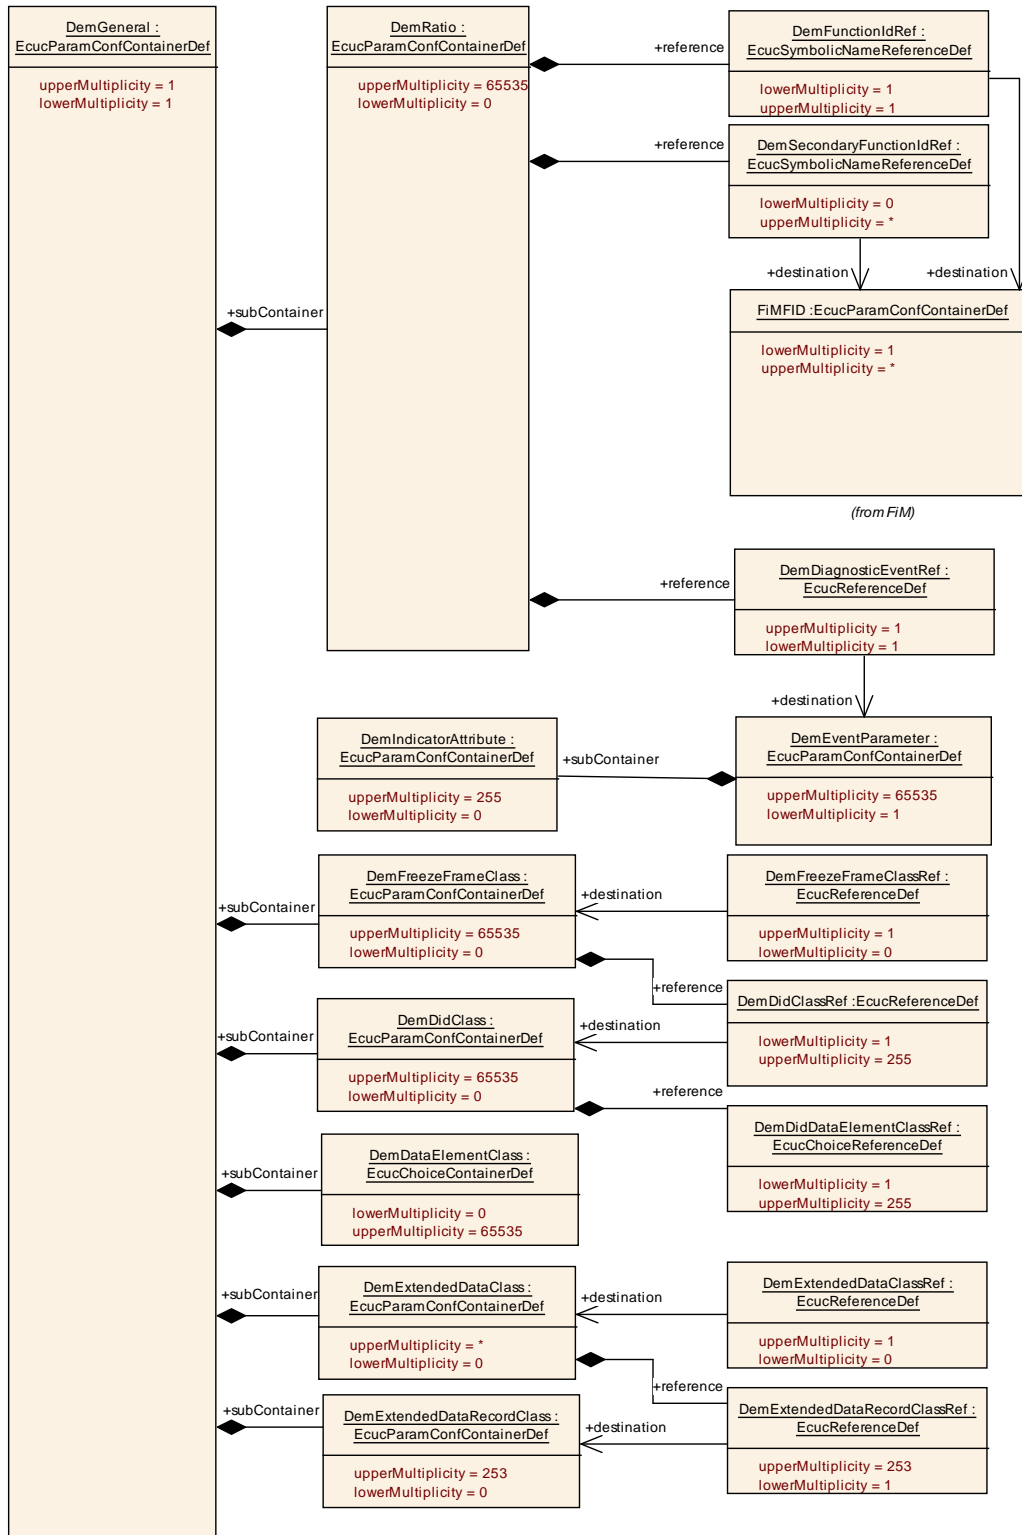 DemGeneral :
EcucParamConfContainerDef
upperMultiplicity = 1
lowerMultiplicity = 1
DemRatio :
EcucParamConfContainerDef
upperMultiplicity = 65535
lowerMultiplicity = 0
+reference
DemFunctionIdRef :
EcucSymbolicNameReferenceDef
lowerMultiplicity = 1
upperMultiplicity = 1
+reference
DemSecondaryFunctionIdRef :
EcucSymbolicNameReferenceDef
lowerMultiplicity = 0
upperMultiplicity = *
+destination
+destination
+subContainer
FiMFID :EcucParamConfContainerDef
lowerMultiplicity = 1
upperMultiplicity = *
(from FiM)
+reference
DemDiagnosticEventRef :
EcucReferenceDef
upperMultiplicity = 1
lowerMultiplicity = 1
+destination
DemIndicatorAttribute :
EcucParamConfContainerDef
upperMultiplicity = 255
lowerMultiplicity = 0
+subContainer
DemEventParameter :
EcucParamConfContainerDef
upperMultiplicity = 65535
lowerMultiplicity = 1
+subContainer
DemFreezeFrameClass :
EcucParamConfContainerDef
upperMultiplicity = 65535
lowerMultiplicity = 0
+destination
DemFreezeFrameClassRef :
EcucReferenceDef
upperMultiplicity = 1
lowerMultiplicity = 0
+reference
DemDidClassRef :EcucReferenceDef
lowerMultiplicity = 1
upperMultiplicity = 255
+subContainer
DemDidClass :
EcucParamConfContainerDef
upperMultiplicity = 65535
lowerMultiplicity = 0
+destination
+reference
DemDidDataElementClassRef :
EcucChoiceReferenceDef
lowerMultiplicity = 1
upperMultiplicity = 255
+subContainer
DemDataElementClass :
EcucChoiceContainerDef
lowerMultiplicity = 0
upperMultiplicity = 65535
+subContainer
DemExtendedDataClass :
EcucParamConfContainerDef
upperMultiplicity = *
lowerMultiplicity = 0
+destination
DemExtendedDataClassRef :
EcucReferenceDef
upperMultiplicity = 1
lowerMultiplicity = 0
+reference
+subContainer
DemExtendedDataRecordClass :
EcucParamConfContainerDef
upperMultiplicity = 253
lowerMultiplicity = 0
+destination
DemExtendedDataRecordClassRef :
EcucReferenceDef
upperMultiplicity = 253
lowerMultiplicity = 1